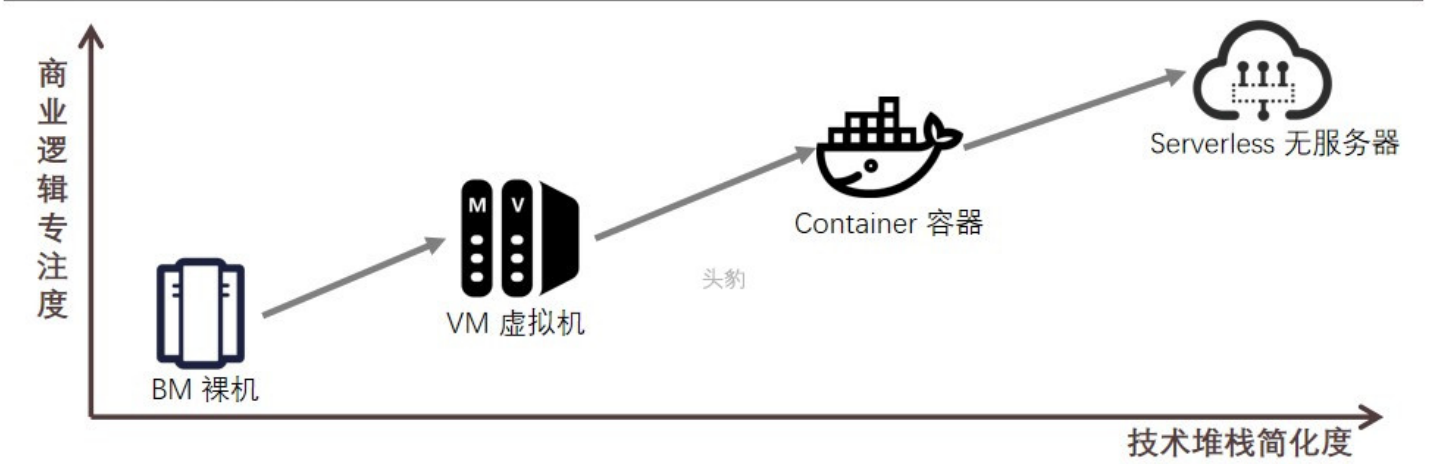 商业逻辑专注度
Serverless 无服务器
Container 容器
M V
头豹
VM 虚拟机
BM 裸机
技术堆栈简化度